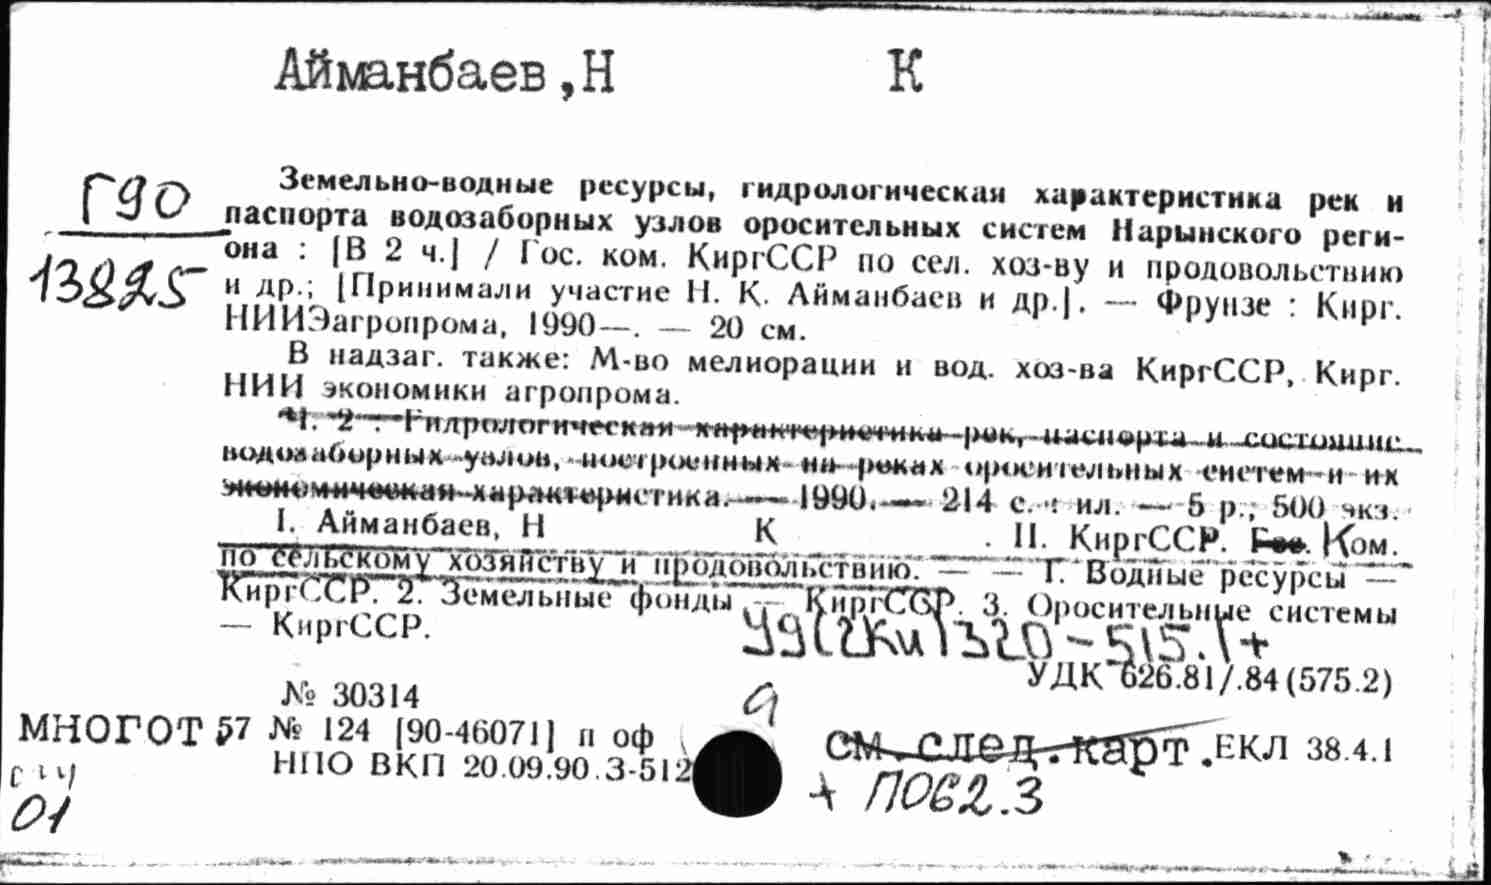 Айманбаев,Н К
Г90
13825
Земельно-водные ресурсы, гидрологическая характеристика рек и
паспорта водозаборных узлов оросительных систем Нарынского реги-
она : [В 2 ч.] / Гос. ком. КиргССР по сел. хоз-ву и продовольствию
и др.; [Принимали участие Н. К. Айманбаев и др.]. — Фрунзе : Кирг.
НИИЭагропрома, 1990—. — 20 см.
В надзаг. также: М-во мелиорации и вод. хоз-ва КиргССР, Кирг.
НИИ экономики агропрома.
Ч. 2 : Гидрологическая характеристика рек, паспорта и состояние
водозаборных узлов, построенных на реках оросительных систем и их
экономическая характеристика. — 1990. — 214 с. : ил. — 5 р., 500 экз.
I. Айманбаев, Н К . II. КиргССР. Гос. Ком.
по сельскому хозяйству и продовольствию. — — 1. Водные ресурсы —
КиргССР. 2. Земельные фонды — КиргССР. 3. Оросительные системы
— КиргССР.
У9(2Ки)320-515.1+
УДК 626.81/.84(575.2)
№ 30314
МНОГОТ 57 № 124 [90-46071] п оф
НПО ВКП 20.09.90.З-512
см.след.карт. ЕКЛ 38.4.1
+ П062.3
01